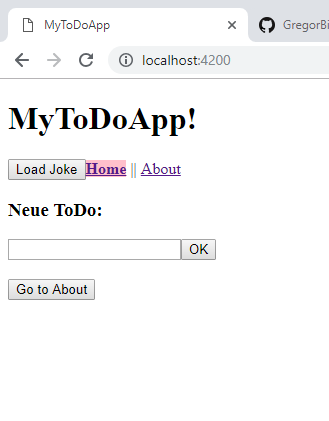 MyToDoApp
GregorBi
localhost:4200
MyToDoApp!
Load Joke Home || About
Neue ToDo:
OK
Go to About